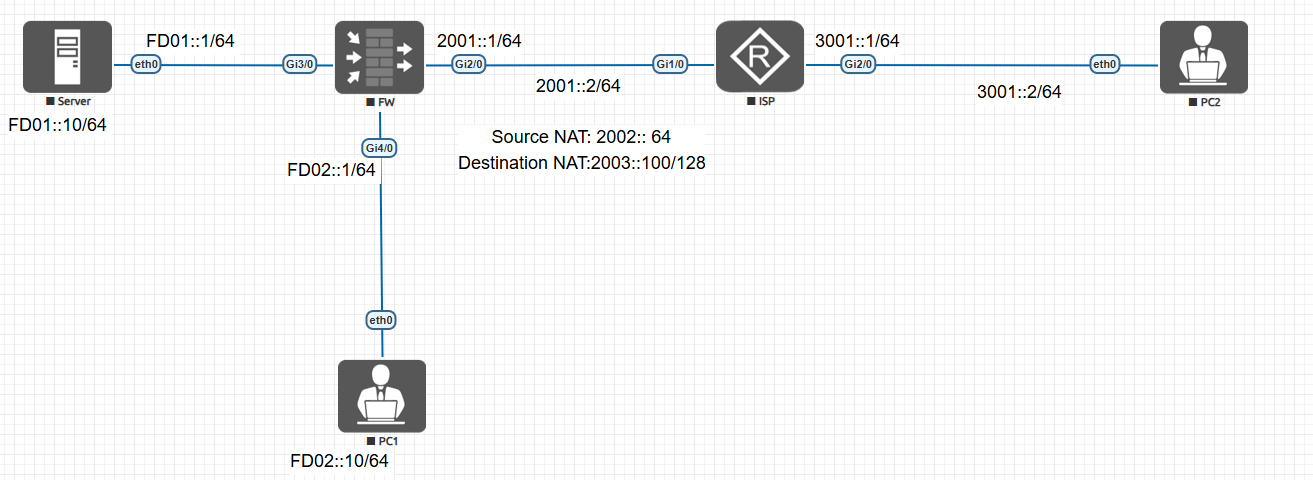 FD01::1/64
2001::1/64
3001::1/64
eth0
Gi3/0
Gi2/0
Gi1/0
Gi2/0
eth0
2001::2/64
3001::2/64
Server
FW
ISP
PC2
FD01::10/64
Source NAT: 2002:: 64
Gi4/0
Destination NAT:2003::100/128
FD02::1/64
R
eth0
PC1
FD02::10/64